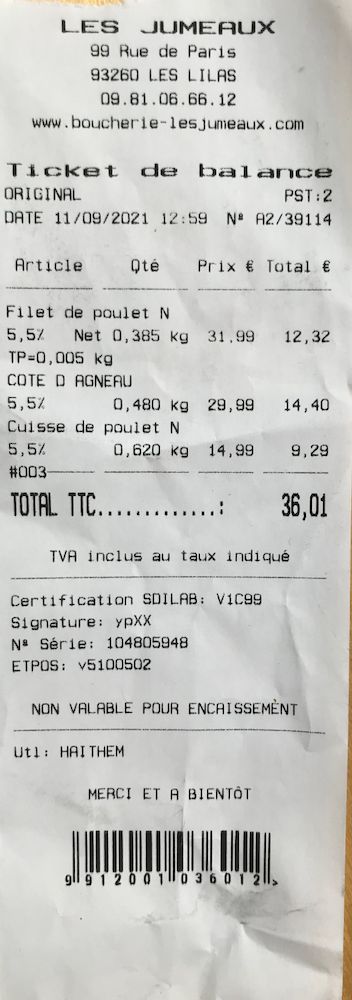 LES JUMEAUX
99 Rue de Paris
93260 LES LILAS
09.81.06.66.12
www.boucherie-lesjumeaux.com
Ticket de balance
ORIGINAL PST:2
DATE 11/09/2021 12:59 Nª A2/39114
Article Qté Prix € Total €
Filet de poulet N
5,5% Net 0,385 kg 31,99 12,32
TP=0,005 kg
COTE D AGNEAU
5,5% 0,480 kg 29,99 14,40
Cuisse de poulet N
5,5% 0,620 kg 14,99 9,29
#003
TOTAL TTC.............: 36,01
TVA inclus au taux indiqué
Certification SDILAB: V1C99
Signature: ypXX
Nª Série: 104805948
ETPOS: v5100502
NON VALABLE POUR ENCAISSEMENT
Utl: HAITHEM
MERCI ET A BIENTÔT
9 912001 036012 >